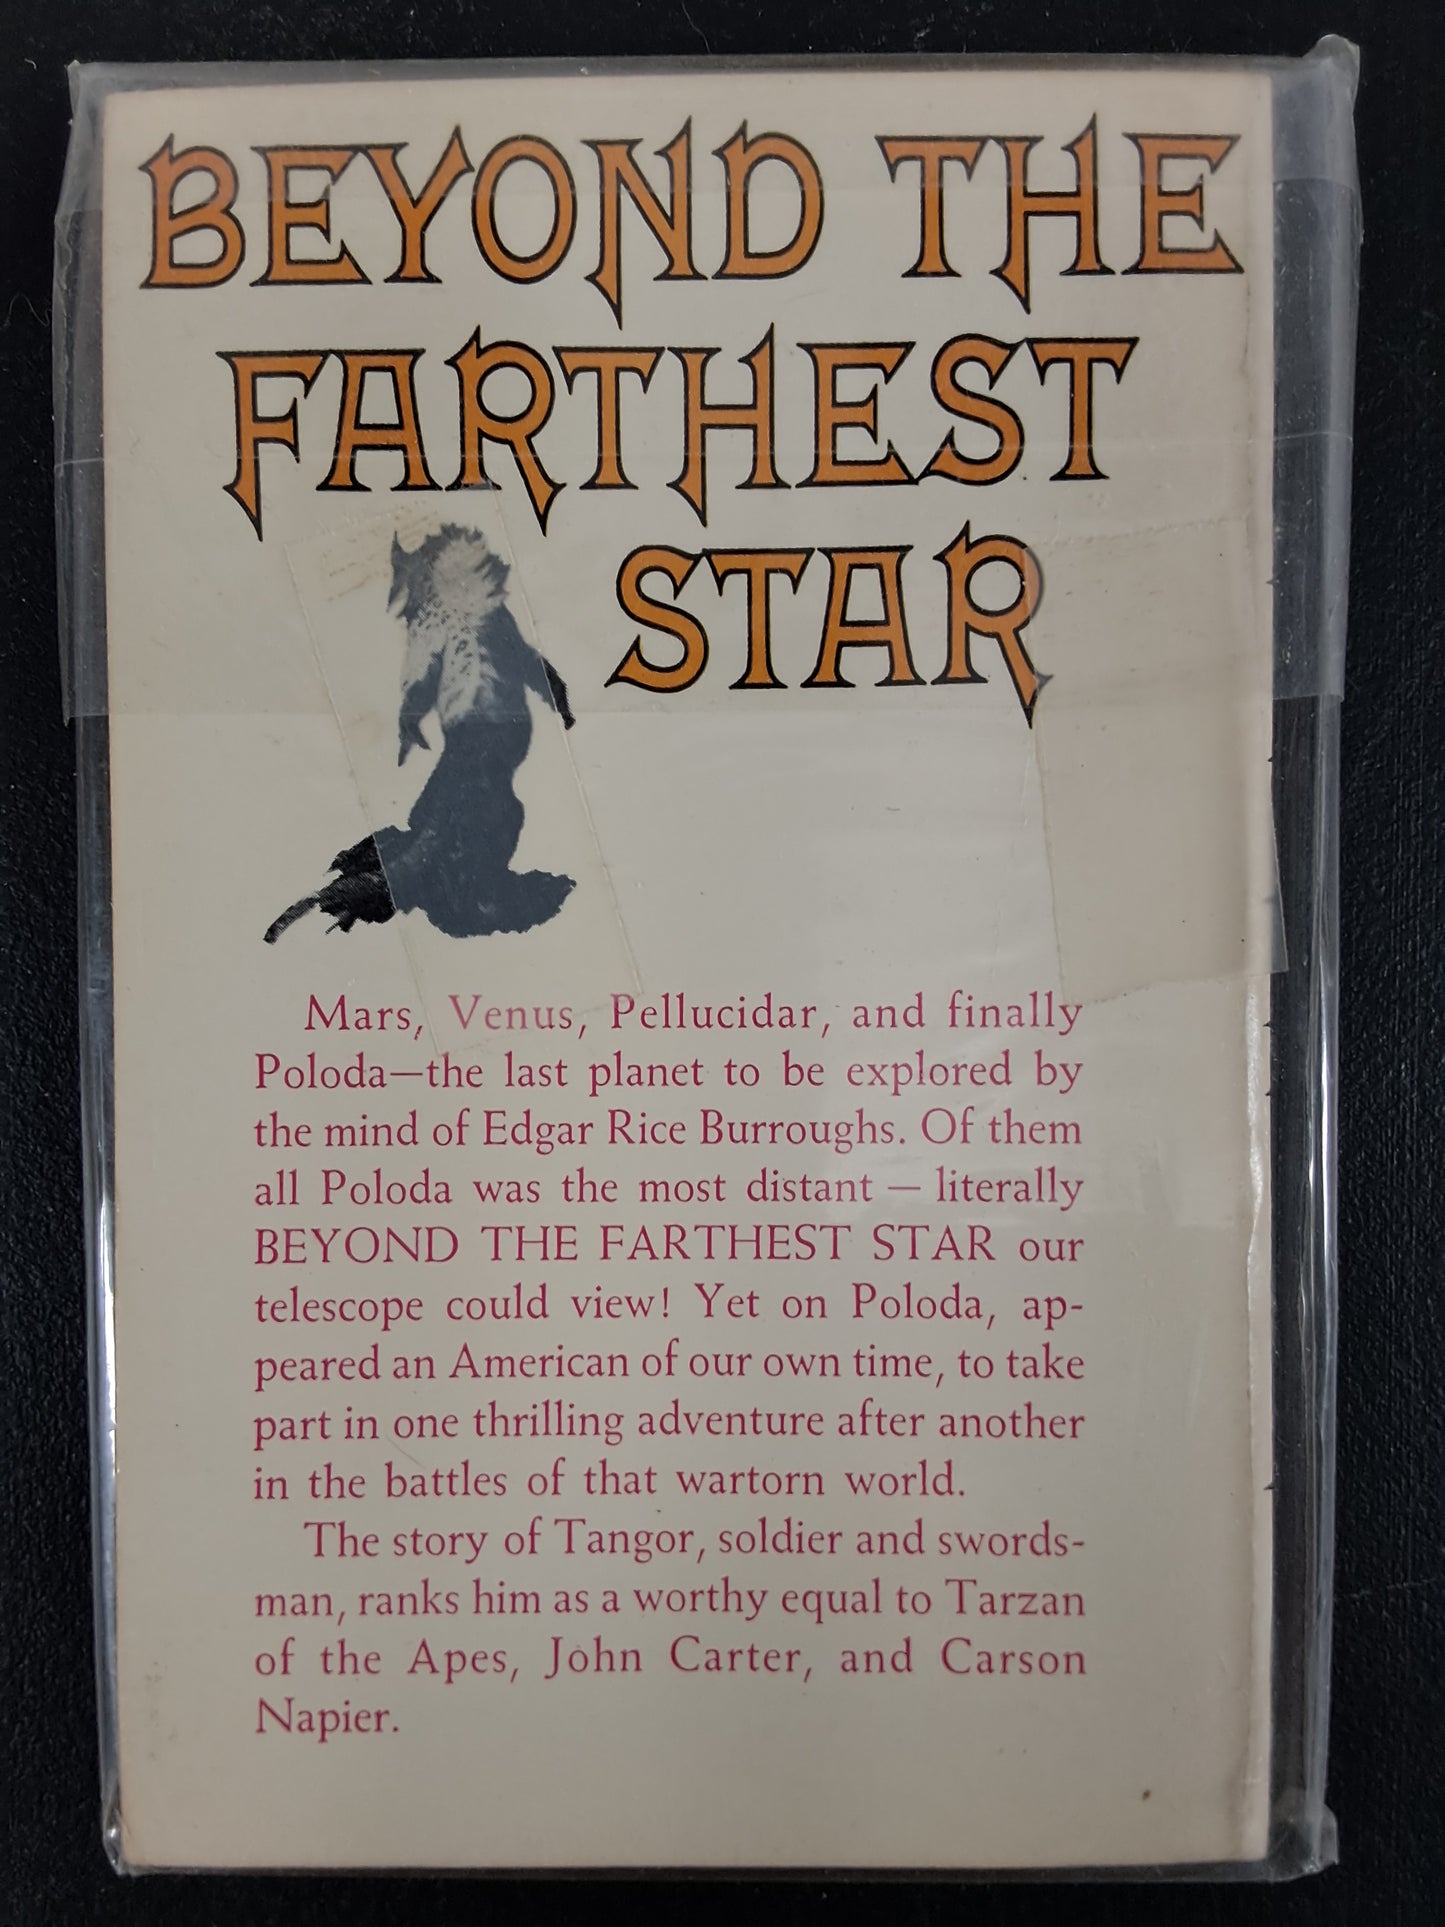 BEYOND THE
FARTHEST
STAR
Mars, Venus, Pellucidar, and finally
Poloda—the last planet to be explored by
the mind of Edgar Rice Burroughs. Of them
all Poloda was the most distant — literally
BEYOND THE FARTHEST STAR our
telescope could view! Yet on Poloda, ap-
peared an American of our own time, to take
part in one thrilling adventure after another
in the battles of that wartorn world.
The story of Tangor, soldier and swords-
man, ranks him as a worthy equal to Tarzan
of the Apes, John Carter, and Carson
Napier.